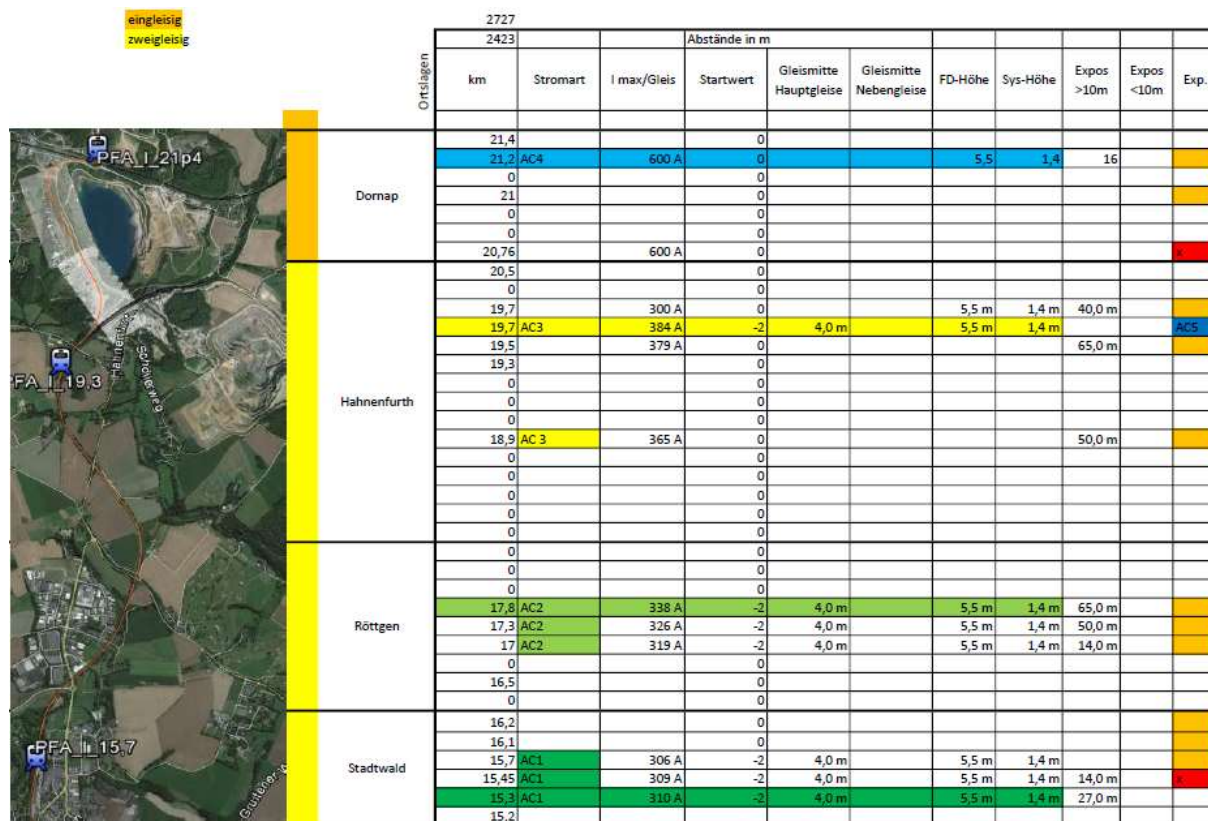 eingleisig
zweigleisig
2727
2423 Abstände in m
Ortslagen km Stromart I max/Gleis Startwert Gleismitte Hauptgleise Gleismitte Nebengleise FD-Höhe Sys-Höhe Expos >10m Expos <10m Exp.
Dornap
21,4 0
21,2 AC4 600 A 0 5,5 1,4 16
0 0
21 0
0 0
0 0
20,76 600 A 0 x
Hahnenfurth
20,5 0
0 0
19,7 300 A 0 5,5 m 1,4 m 40,0 m
19,7 AC3 384 A -2 4,0 m 5,5 m 1,4 m AC5
19,5 379 A 0 65,0 m
19,3 0
0 0
0 0
0 0
18,9 AC 3 365 A 0 50,0 m
0 0
0 0
0 0
0 0
0 0
Röttgen
0 0
0 0
0 0
17,8 AC2 338 A -2 4,0 m 5,5 m 1,4 m 65,0 m
17,3 AC2 326 A -2 4,0 m 5,5 m 1,4 m 50,0 m
17 AC2 319 A -2 4,0 m 5,5 m 1,4 m 14,0 m
0 0
16,5 0
0 0
Stadtwald
16,2 0
16,1 0
15,7 AC1 306 A -2 4,0 m 5,5 m 1,4 m
15,45 AC1 309 A -2 4,0 m 5,5 m 1,4 m 14,0 m x
15,3 AC1 310 A -2 4,0 m 5,5 m 1,4 m 27,0 m
15,2
PFA_I_21p4
Hahnenfurth
Schöllerweg
PFA_I_19,3
PFA_I_15,7
Gruitener